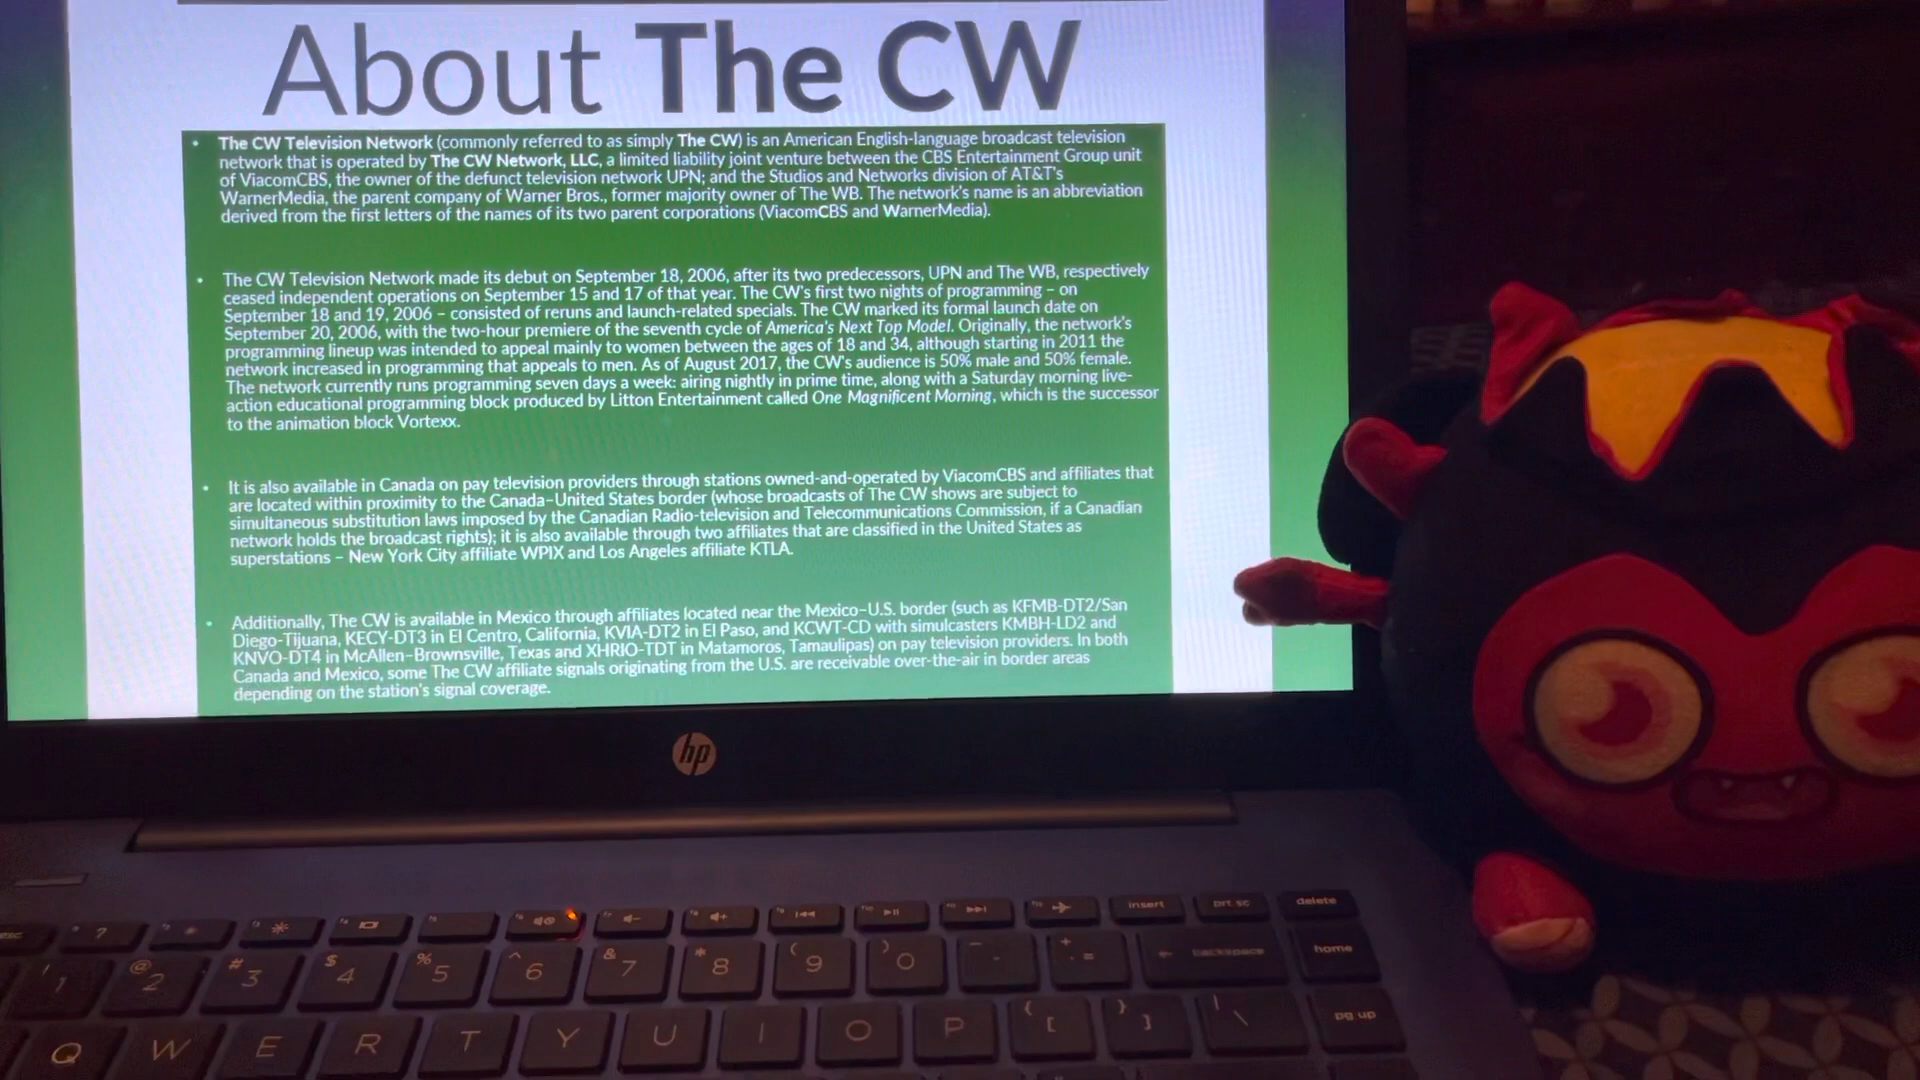 About The CW
• The CW Television Network (commonly referred to as simply The CW) is an American English-language broadcast television
network that is operated by The CW Network, LLC, a limited liability joint venture between the CBS Entertainment Group unit
of ViacomCBS, the owner of the defunct television network UPN; and the Studios and Networks division of AT&T's
WarnerMedia, the parent company of Warner Bros., former majority owner of The WB. The network's name is an abbreviation
derived from the first letters of the names of its two parent corporations (ViacomCBS and WarnerMedia).
• The CW Television Network made its debut on September 18, 2006, after its two predecessors, UPN and The WB, respectively
ceased independent operations on September 15 and 17 of that year. The CW's first two nights of programming – on
September 18 and 19, 2006 – consisted of reruns and launch-related specials. The CW marked its formal launch date on
September 20, 2006, with the two-hour premiere of the seventh cycle of America's Next Top Model. Originally, the network's
programming lineup was intended to appeal mainly to women between the ages of 18 and 34, although starting in 2011 the
network increased in programming that appeals to men. As of August 2017, the CW's audience is 50% male and 50% female.
The network currently runs programming seven days a week: airing nightly in prime time, along with a Saturday morning live-
action educational programming block produced by Litton Entertainment called One Magnificent Morning, which is the successor
to the animation block Vortexx.
• It is also available in Canada on pay television providers through stations owned-and-operated by ViacomCBS and affiliates that
are located within proximity to the Canada–United States border (whose broadcasts of The CW shows are subject to
simultaneous substitution laws imposed by the Canadian Radio-television and Telecommunications Commission, if a Canadian
network holds the broadcast rights); it is also available through two affiliates that are classified in the United States as
superstations – New York City affiliate WPIX and Los Angeles affiliate KTLA.
• Additionally, The CW is available in Mexico through affiliates located near the Mexico–U.S. border (such as KFMB-DT2/San
Diego-Tijuana, KECY-DT3 in El Centro, California, KVIA-DT2 in El Paso, and KCWT-CD with simulcasters KMBH-LD2 and
KNVO-DT4 in McAllen–Brownsville, Texas and XHRIO-TDT in Matamoros, Tamaulipas) on pay television providers. In both
Canada and Mexico, some The CW affiliate signals originating from the U.S. are receivable over-the-air in border areas
depending on the station's signal coverage.
hp
esc ? insert prt sc delete
! 1 @ 2 # 3 $ 4 % 5 ^ 6 & 7 * 8 ( 9 ) 0 - + = backspace home
Q W E R T Y U I O P { [ } ] | \ pg up